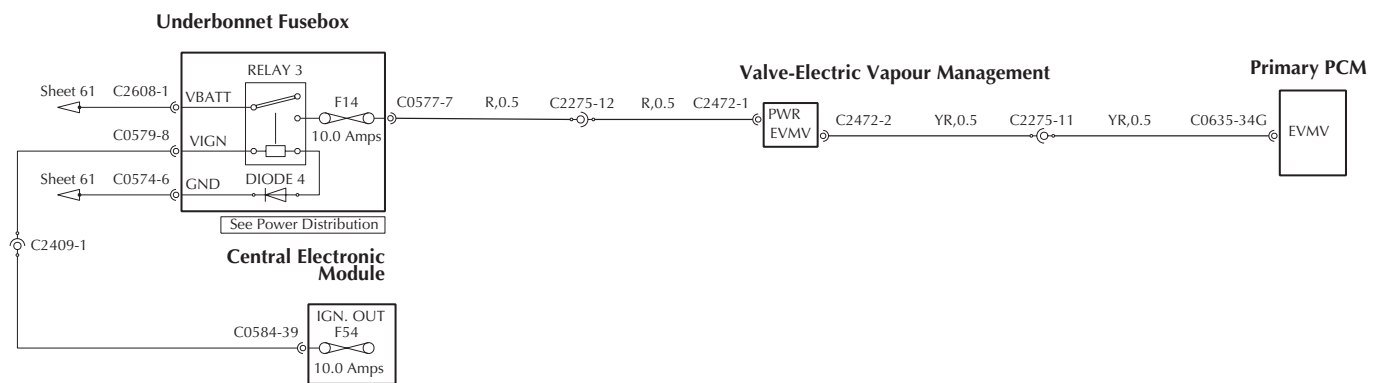 Underbonnet Fusebox
RELAY 3
Sheet 61
C2608-1
VBATT
F14
10.0 Amps
C0577-7
R,0.5
C2275-12
R,0.5
C2472-1
Valve-Electric Vapour Management
PWR
EVMV
C2472-2
YR,0.5
C2275-11
YR,0.5
C0635-34G
Primary PCM
EVMV
C0579-8
VIGN
Sheet 61
C0574-6
GND
DIODE 4
See Power Distribution
C2409-1
Central Electronic
Module
IGN. OUT
C0584-39
F54
10.0 Amps